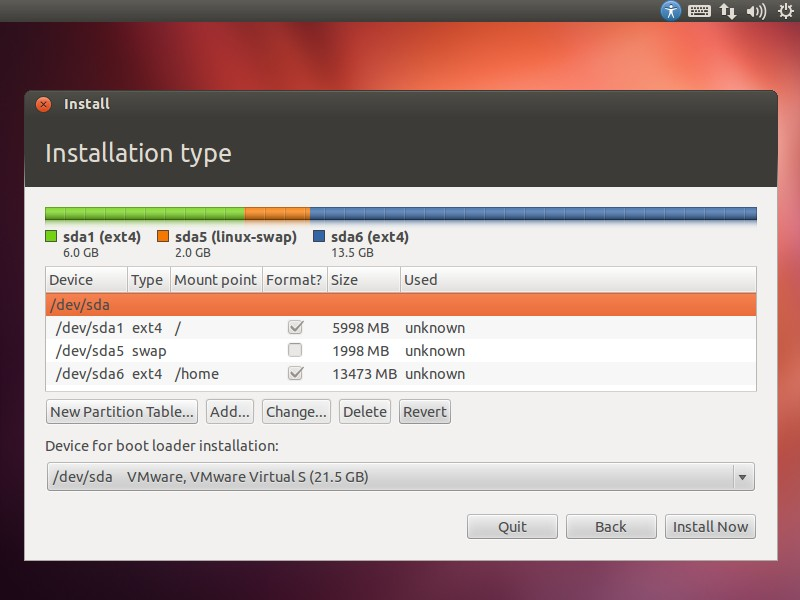 Install
Installation type
sda1 (ext4) sda5 (linux-swap) sda6 (ext4)
6.0 GB 2.0 GB 13.5 GB
Device Type Mount point Format? Size Used
/dev/sda
/dev/sda1 ext4 / 5998 MB unknown
/dev/sda5 swap 1998 MB unknown
/dev/sda6 ext4 /home 13473 MB unknown
New Partition Table... Add... Change... Delete Revert
Device for boot loader installation:
/dev/sda VMware, VMware Virtual S (21.5 GB)
Quit Back Install Now